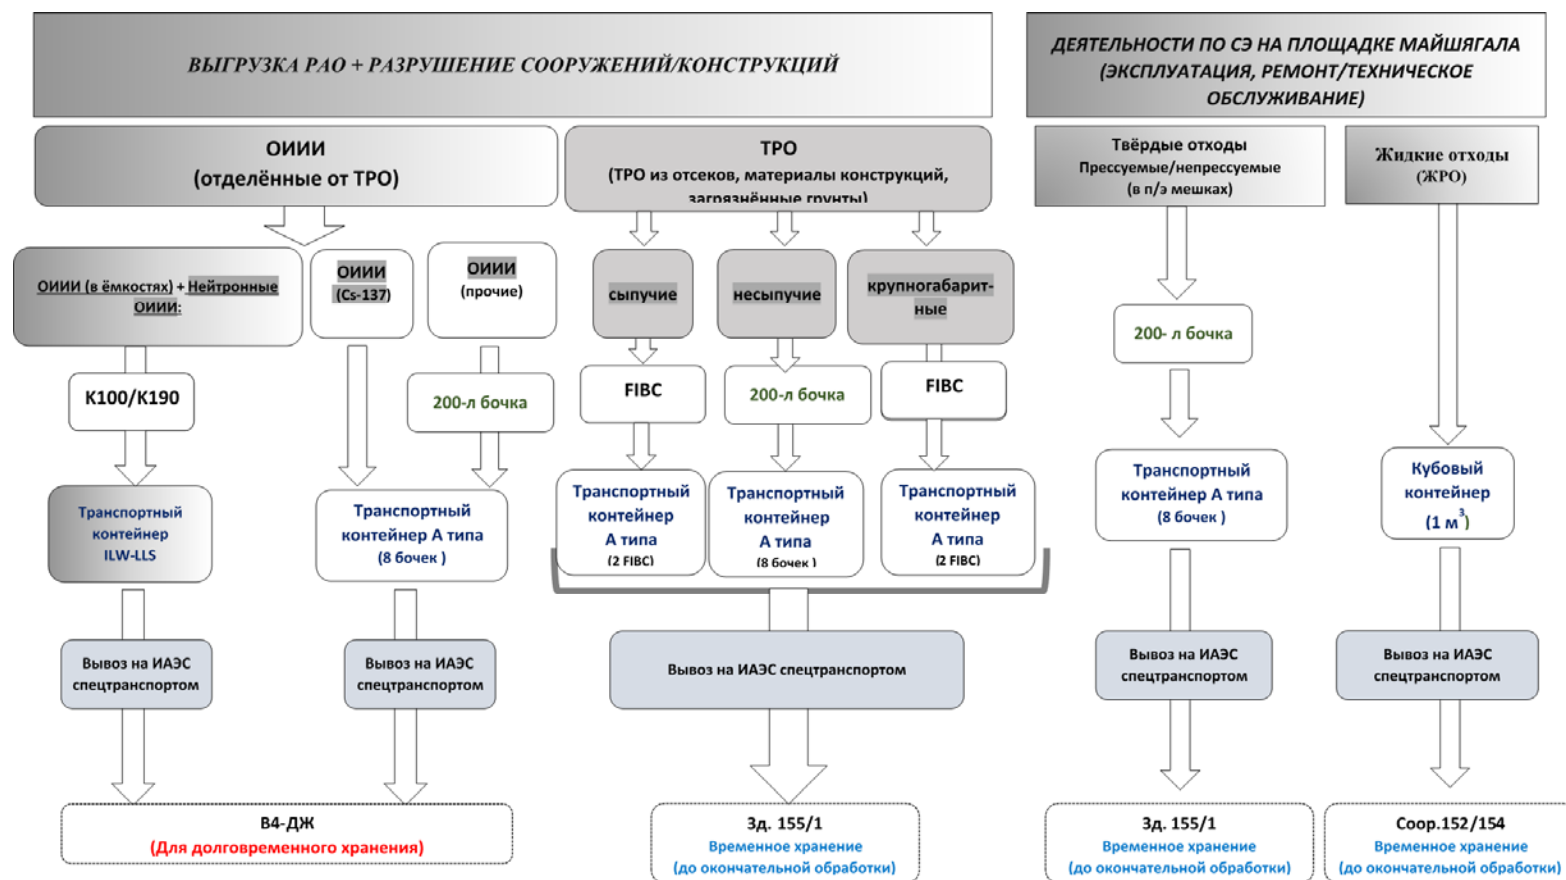 ВЫГРУЗКА РАО + РАЗРУШЕНИЕ СООРУЖЕНИЙ/КОНСТРУКЦИЙ
ДЕЯТЕЛЬНОСТИ ПО СЭ НА ПЛОЩАДКЕ МАЙШЯГАЛА
(ЭКСПЛУАТАЦИЯ, РЕМОНТ/ТЕХНИЧЕСКОЕ
ОБСЛУЖИВАНИЕ)
ОИИИ
(отделённые от ТРО)
ТРО
(ТРО из отсеков, материалы конструкций,
загрязнённые грунты)
Твёрдые отходы
Прессуемые/непрессуемые
(в п/э мешках)
Жидкие отходы
(ЖРО)
ОИИИ (в ёмкостях) + Нейтронные
ОИИИ:
ОИИИ
(Cs-137)
ОИИИ
(прочие)
сыпучие
несыпучие
крупногабарит-
ные
200- л бочка
K100/K190
200-л бочка
FIBC
200-л бочка
FIBC
Транспортный
контейнер
ILW-LLS
Транспортный
контейнер А типа
(8 бочек )
Транспортный
контейнер
А типа
(2 FIBC)
Транспортный
контейнер
А типа
(8 бочек )
Транспортный
контейнер
А типа
(2 FIBC)
Транспортный
контейнер А типа
(8 бочек )
Кубовый
контейнер
(1 м³)
Вывоз на ИАЭС
спецтранспортом
Вывоз на ИАЭС
спецтранспортом
Вывоз на ИАЭС спецтранспортом
Вывоз на ИАЭС
спецтранспортом
Вывоз на ИАЭС
спецтранспортом
В4-ДЖ
(Для долговременного хранения)
Зд. 155/1
Временное хранение
(до окончательной обработки)
Зд. 155/1
Временное хранение
(до окончательной обработки)
Соор.152/154
Временное хранение
(до окончательной обработки)